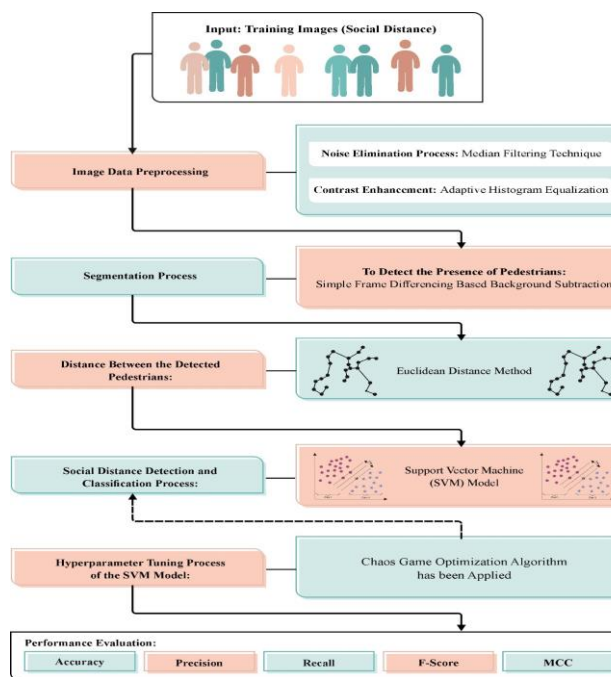 Input: Training Images (Social Distance)
Image Data Preprocessing
Noise Elimination Process: Median Filtering Technique
Contrast Enhancement: Adaptive Histogram Equalization
Segmentation Process
To Detect the Presence of Pedestrians:
Simple Frame Differencing Based Background Subtraction
Distance Between the Detected
Pedestrians:
Euclidean Distance Method
Social Distance Detection and
Classification Process:
Support Vector Machine
(SVM) Model
Hyperparameter Tuning Process
of the SVM Model:
Chaos Game Optimization Algorithm
has been Applied
Performance Evaluation:
Accuracy
Precision
Recall
F-Score
MCC